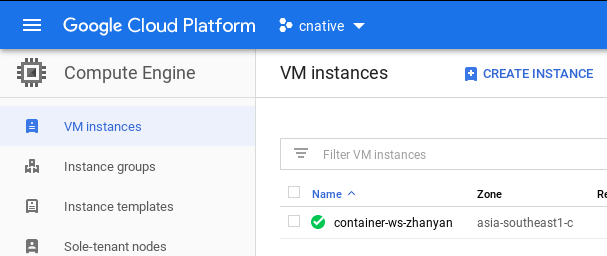 Google Cloud Platform cnative
Compute Engine
VM instances
Instance groups
Instance templates
Sole-tenant nodes
VM instances CREATE INSTANCE
Filter VM instances
Name Zone Re
container-ws-zhanyan asia-southeast1-c